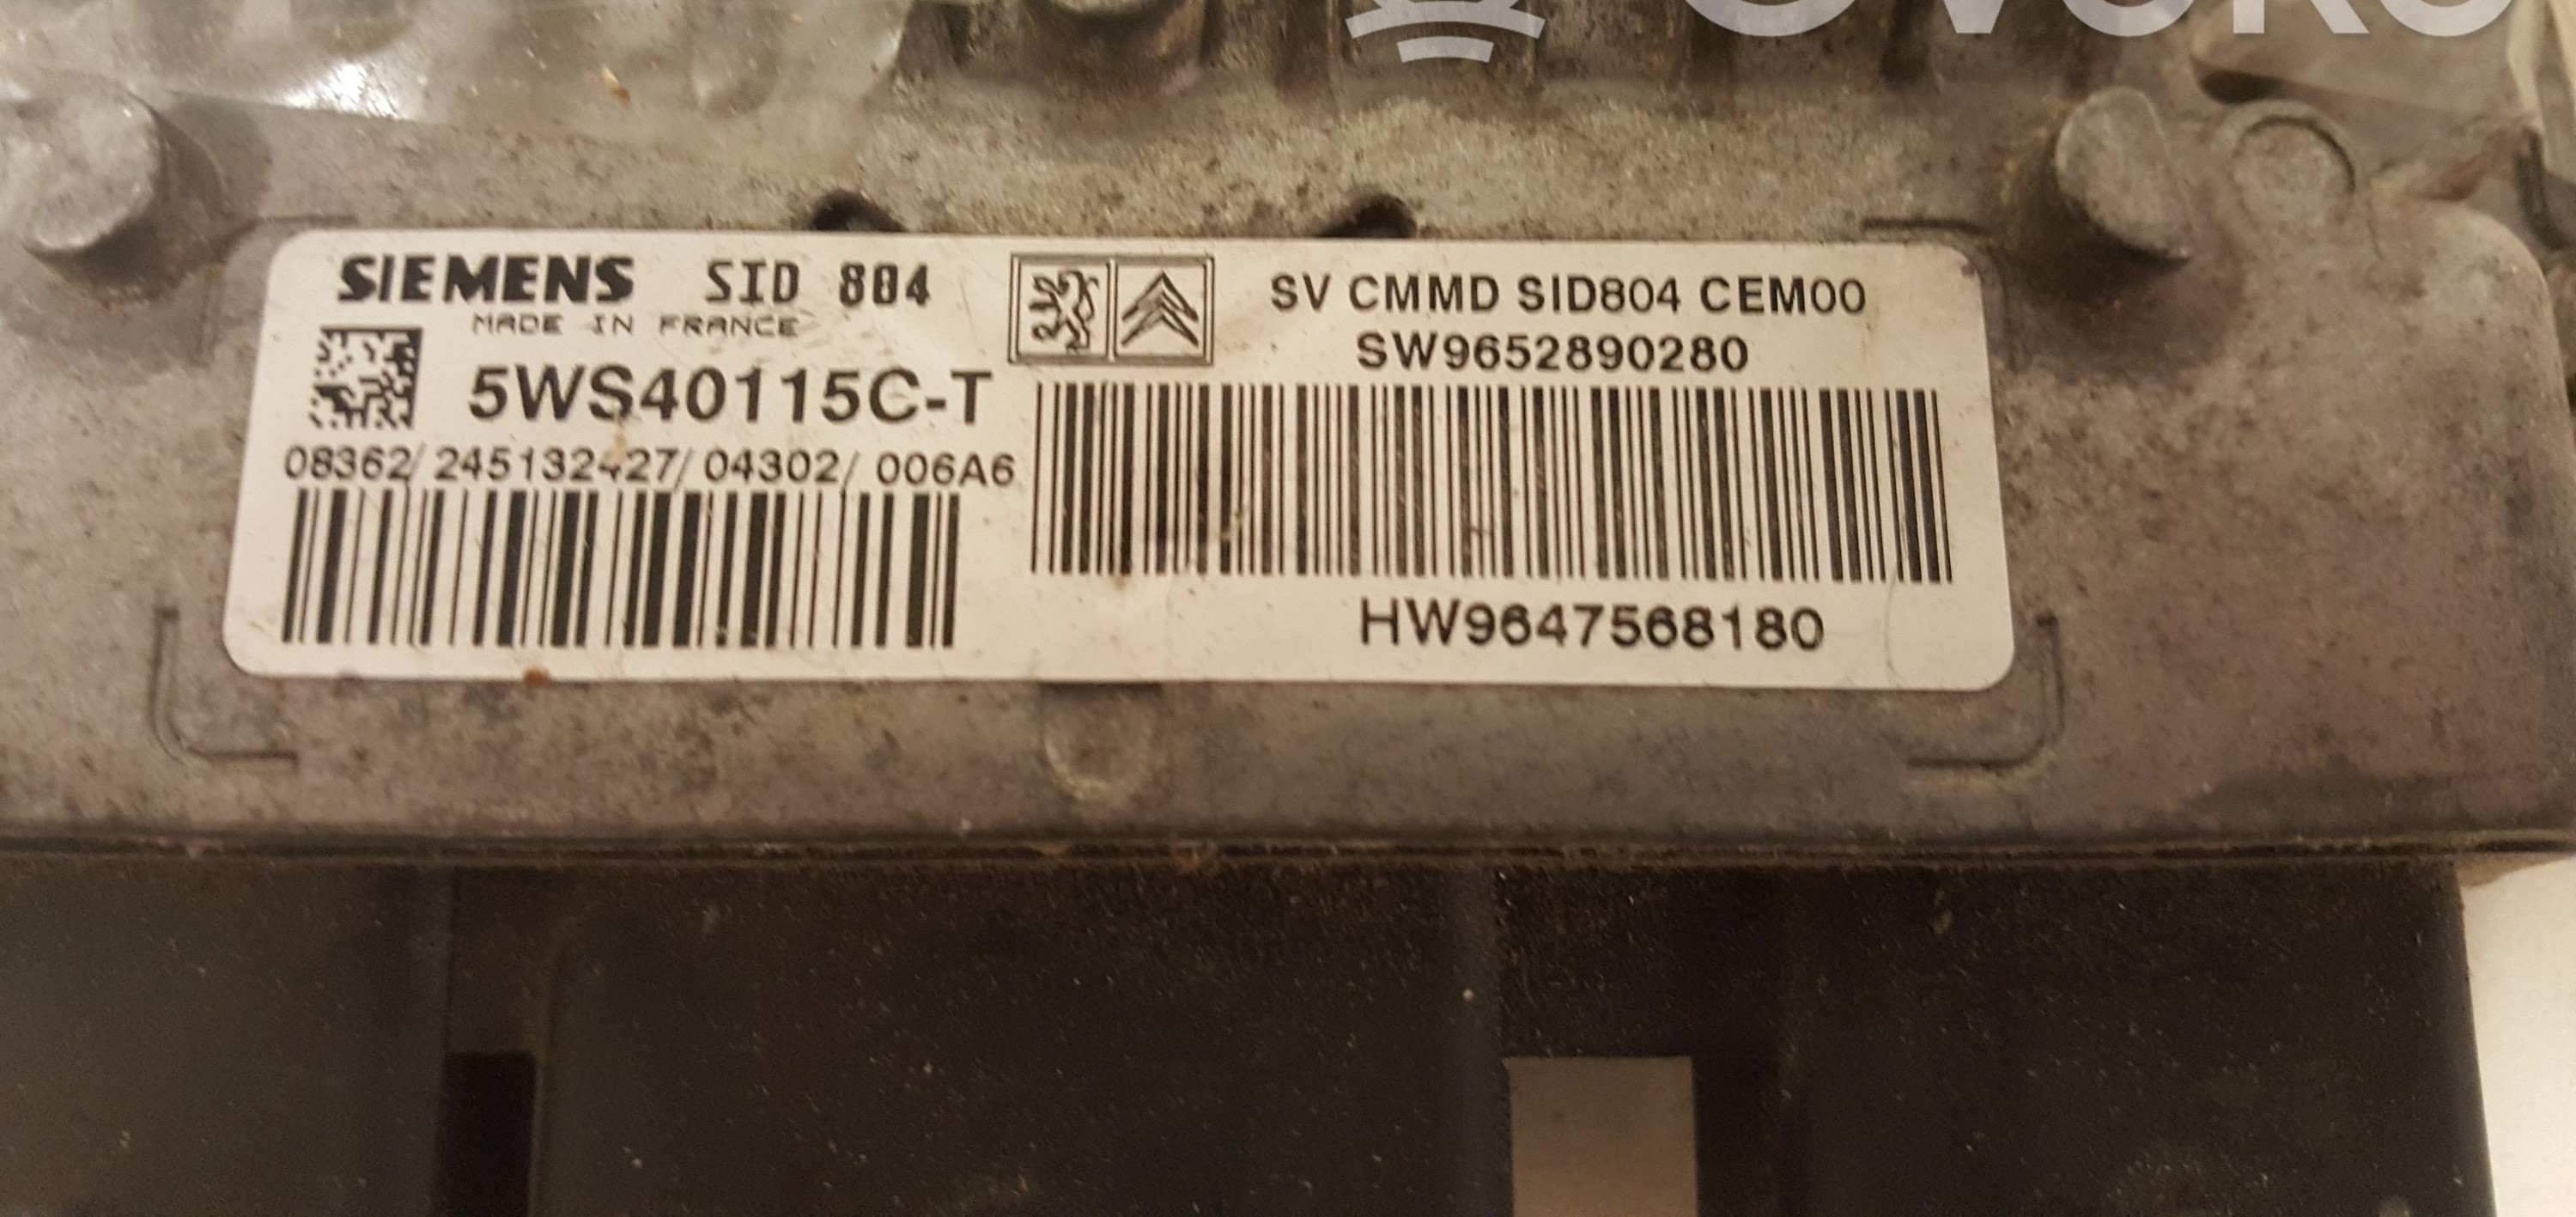 SIEMENS SID 804
MADE IN FRANCE
5WS40115C-T
08362/245132427/04302/006A6
SV CMMD SID804 CEM00
SW9652890280
HW9647568180